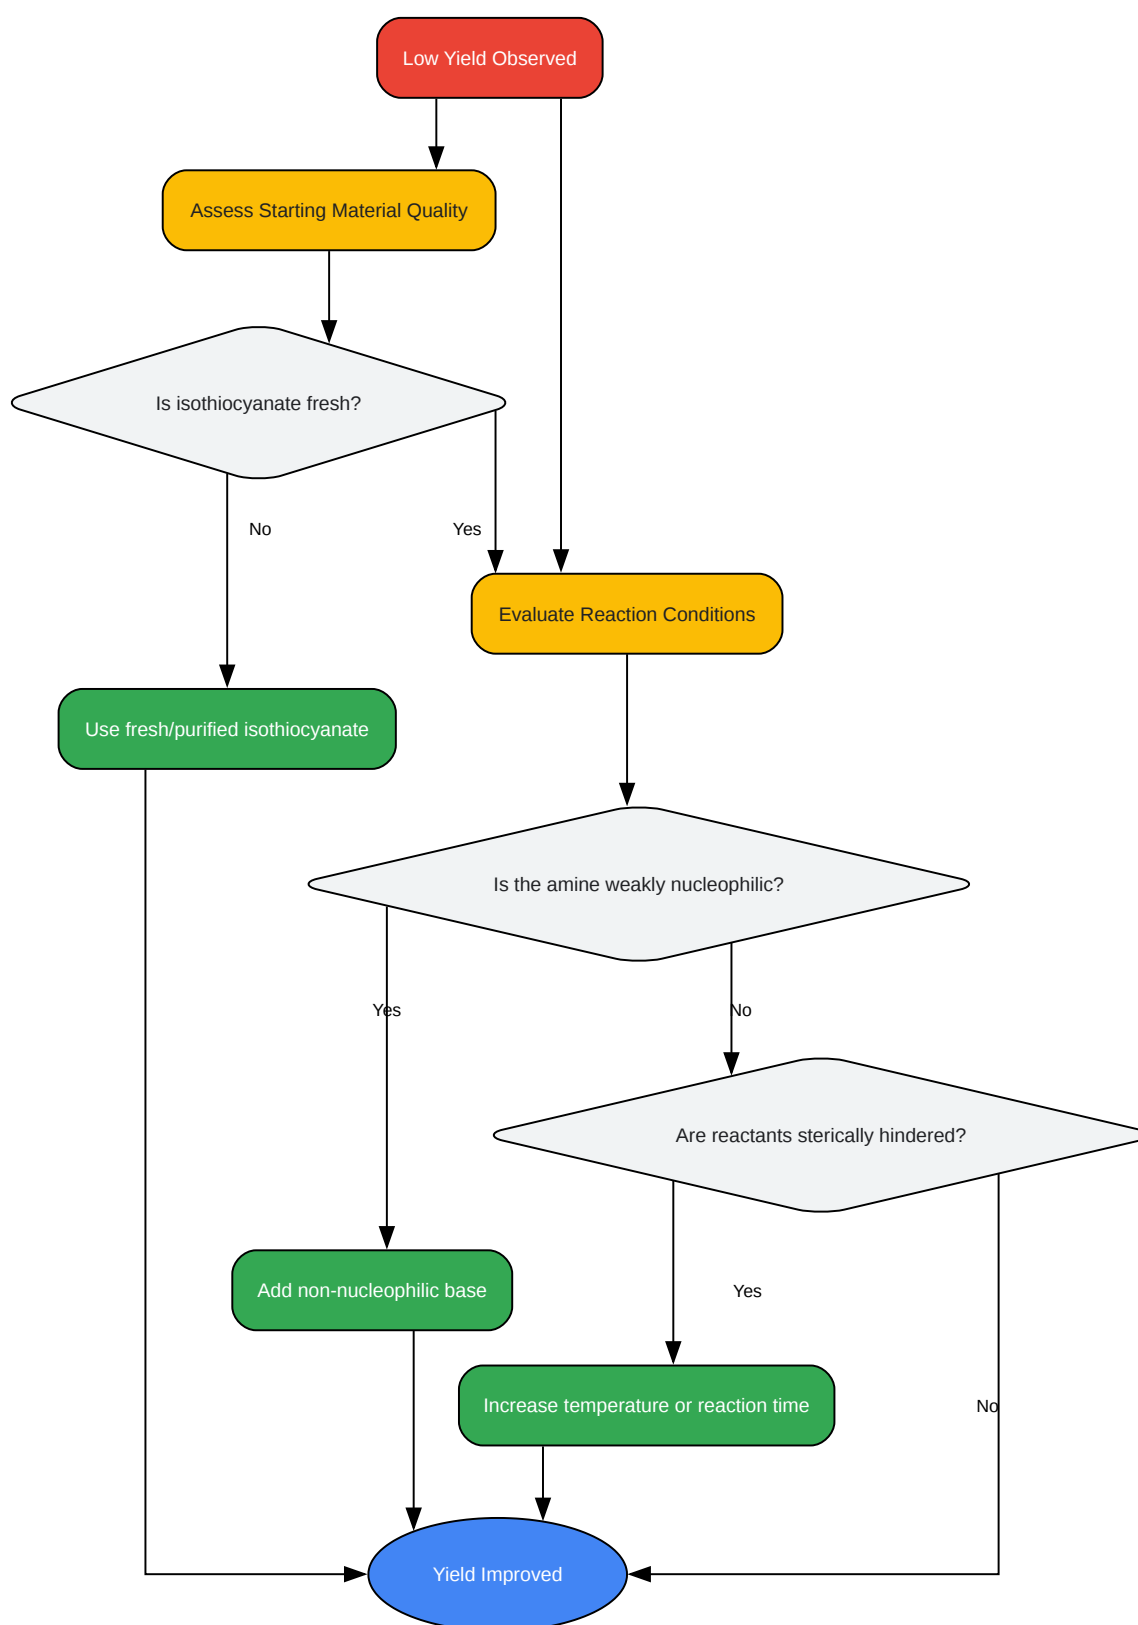 Low Yield Observed
Assess Starting Material Quality
Is isothiocyanate fresh?
No
Yes
Evaluate Reaction Conditions
Use fresh/purified isothiocyanate
Is the amine weakly nucleophilic?
Yes
No
Are reactants sterically hindered?
Add non-nucleophilic base
Yes
Increase temperature or reaction time
No
Yield Improved